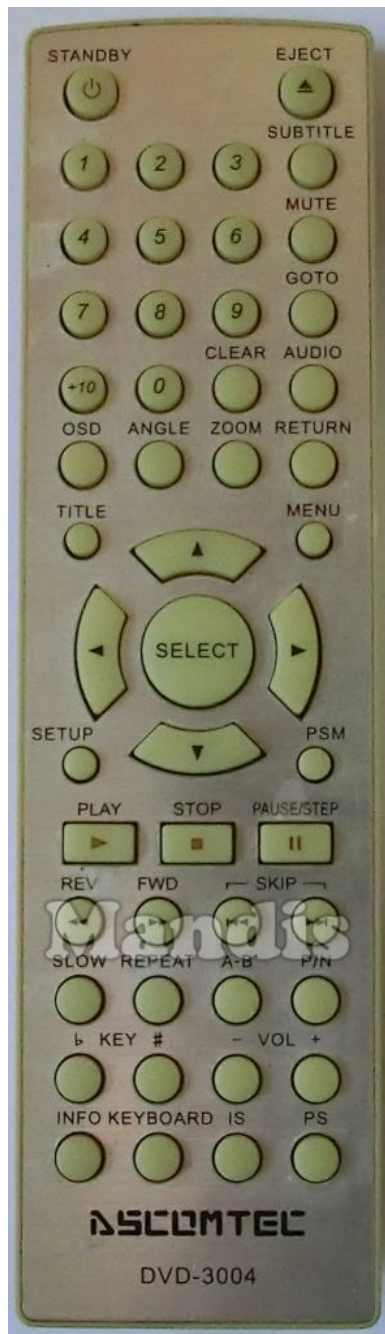 STANDBY EJECT
SUBTITLE
1 2 3
MUTE
4 5 6
GOTO
7 8 9
CLEAR AUDIO
+10 0
OSD ANGLE ZOOM RETURN
TITLE MENU
SELECT
SETUP PSM
PLAY STOP PAUSE/STEP
REV FWD SKIP
Mandis
SLOW REPEAT A-B P/N
♭ KEY # - VOL +
INFO KEYBOARD IS PS
ASCOMTEC
DVD-3004